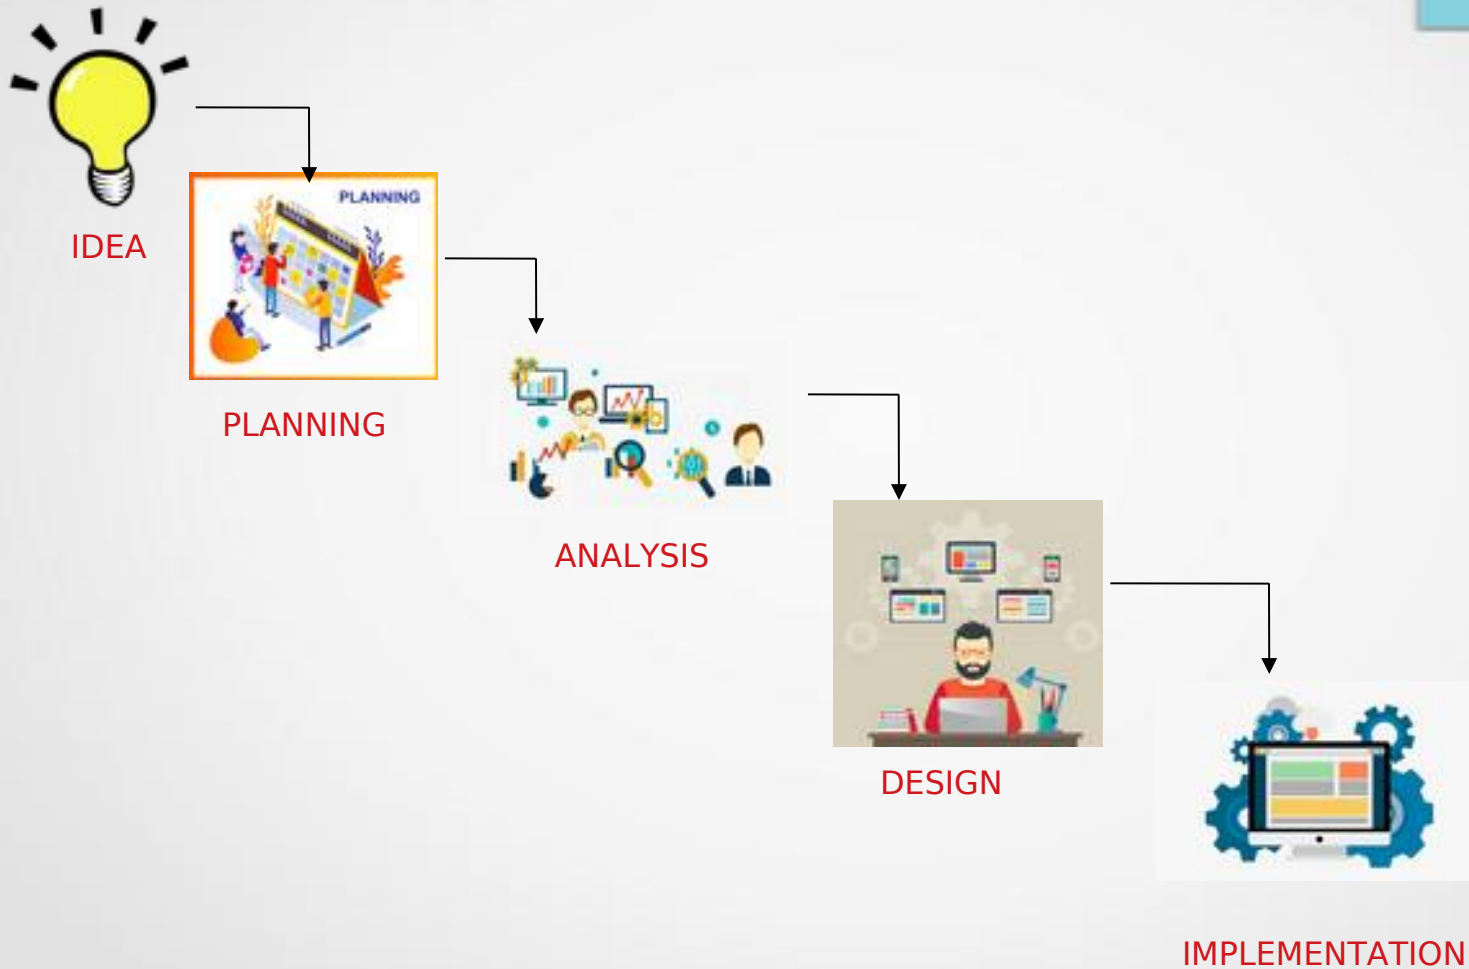 IDEA
PLANNING
PLANNING
ANALYSIS
DESIGN
IMPLEMENTATION